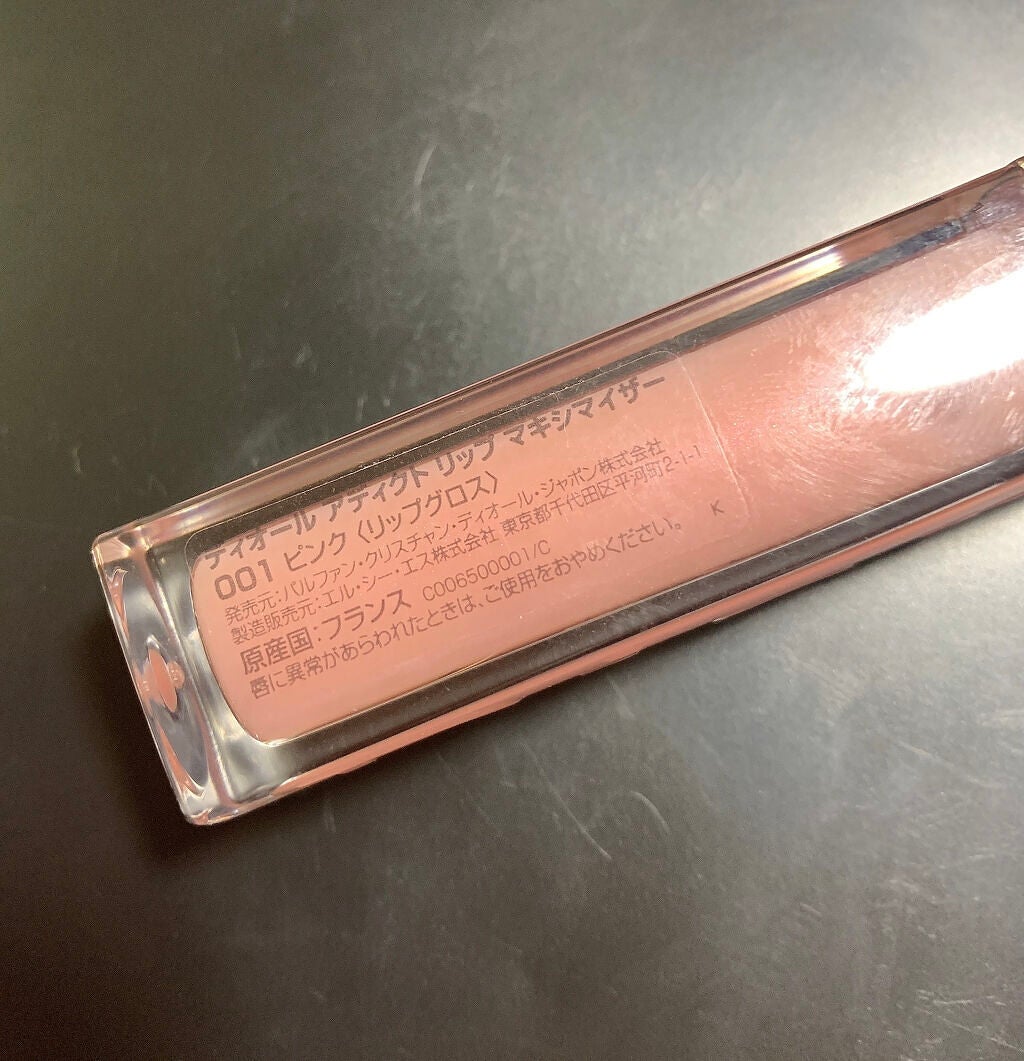 ディオール アディクト リップ マキシマイザー
001 ピンク〈リップグロス〉
発売元:パルファン・クリスチャン・ディオール・ジャポン株式会社
製造販売元:エル・シー・エス株式会社 東京都千代田区平河町2-1-1
原産国:フランス C006500001/C
唇に異常があらわれたときは、ご使用をおやめください。 K